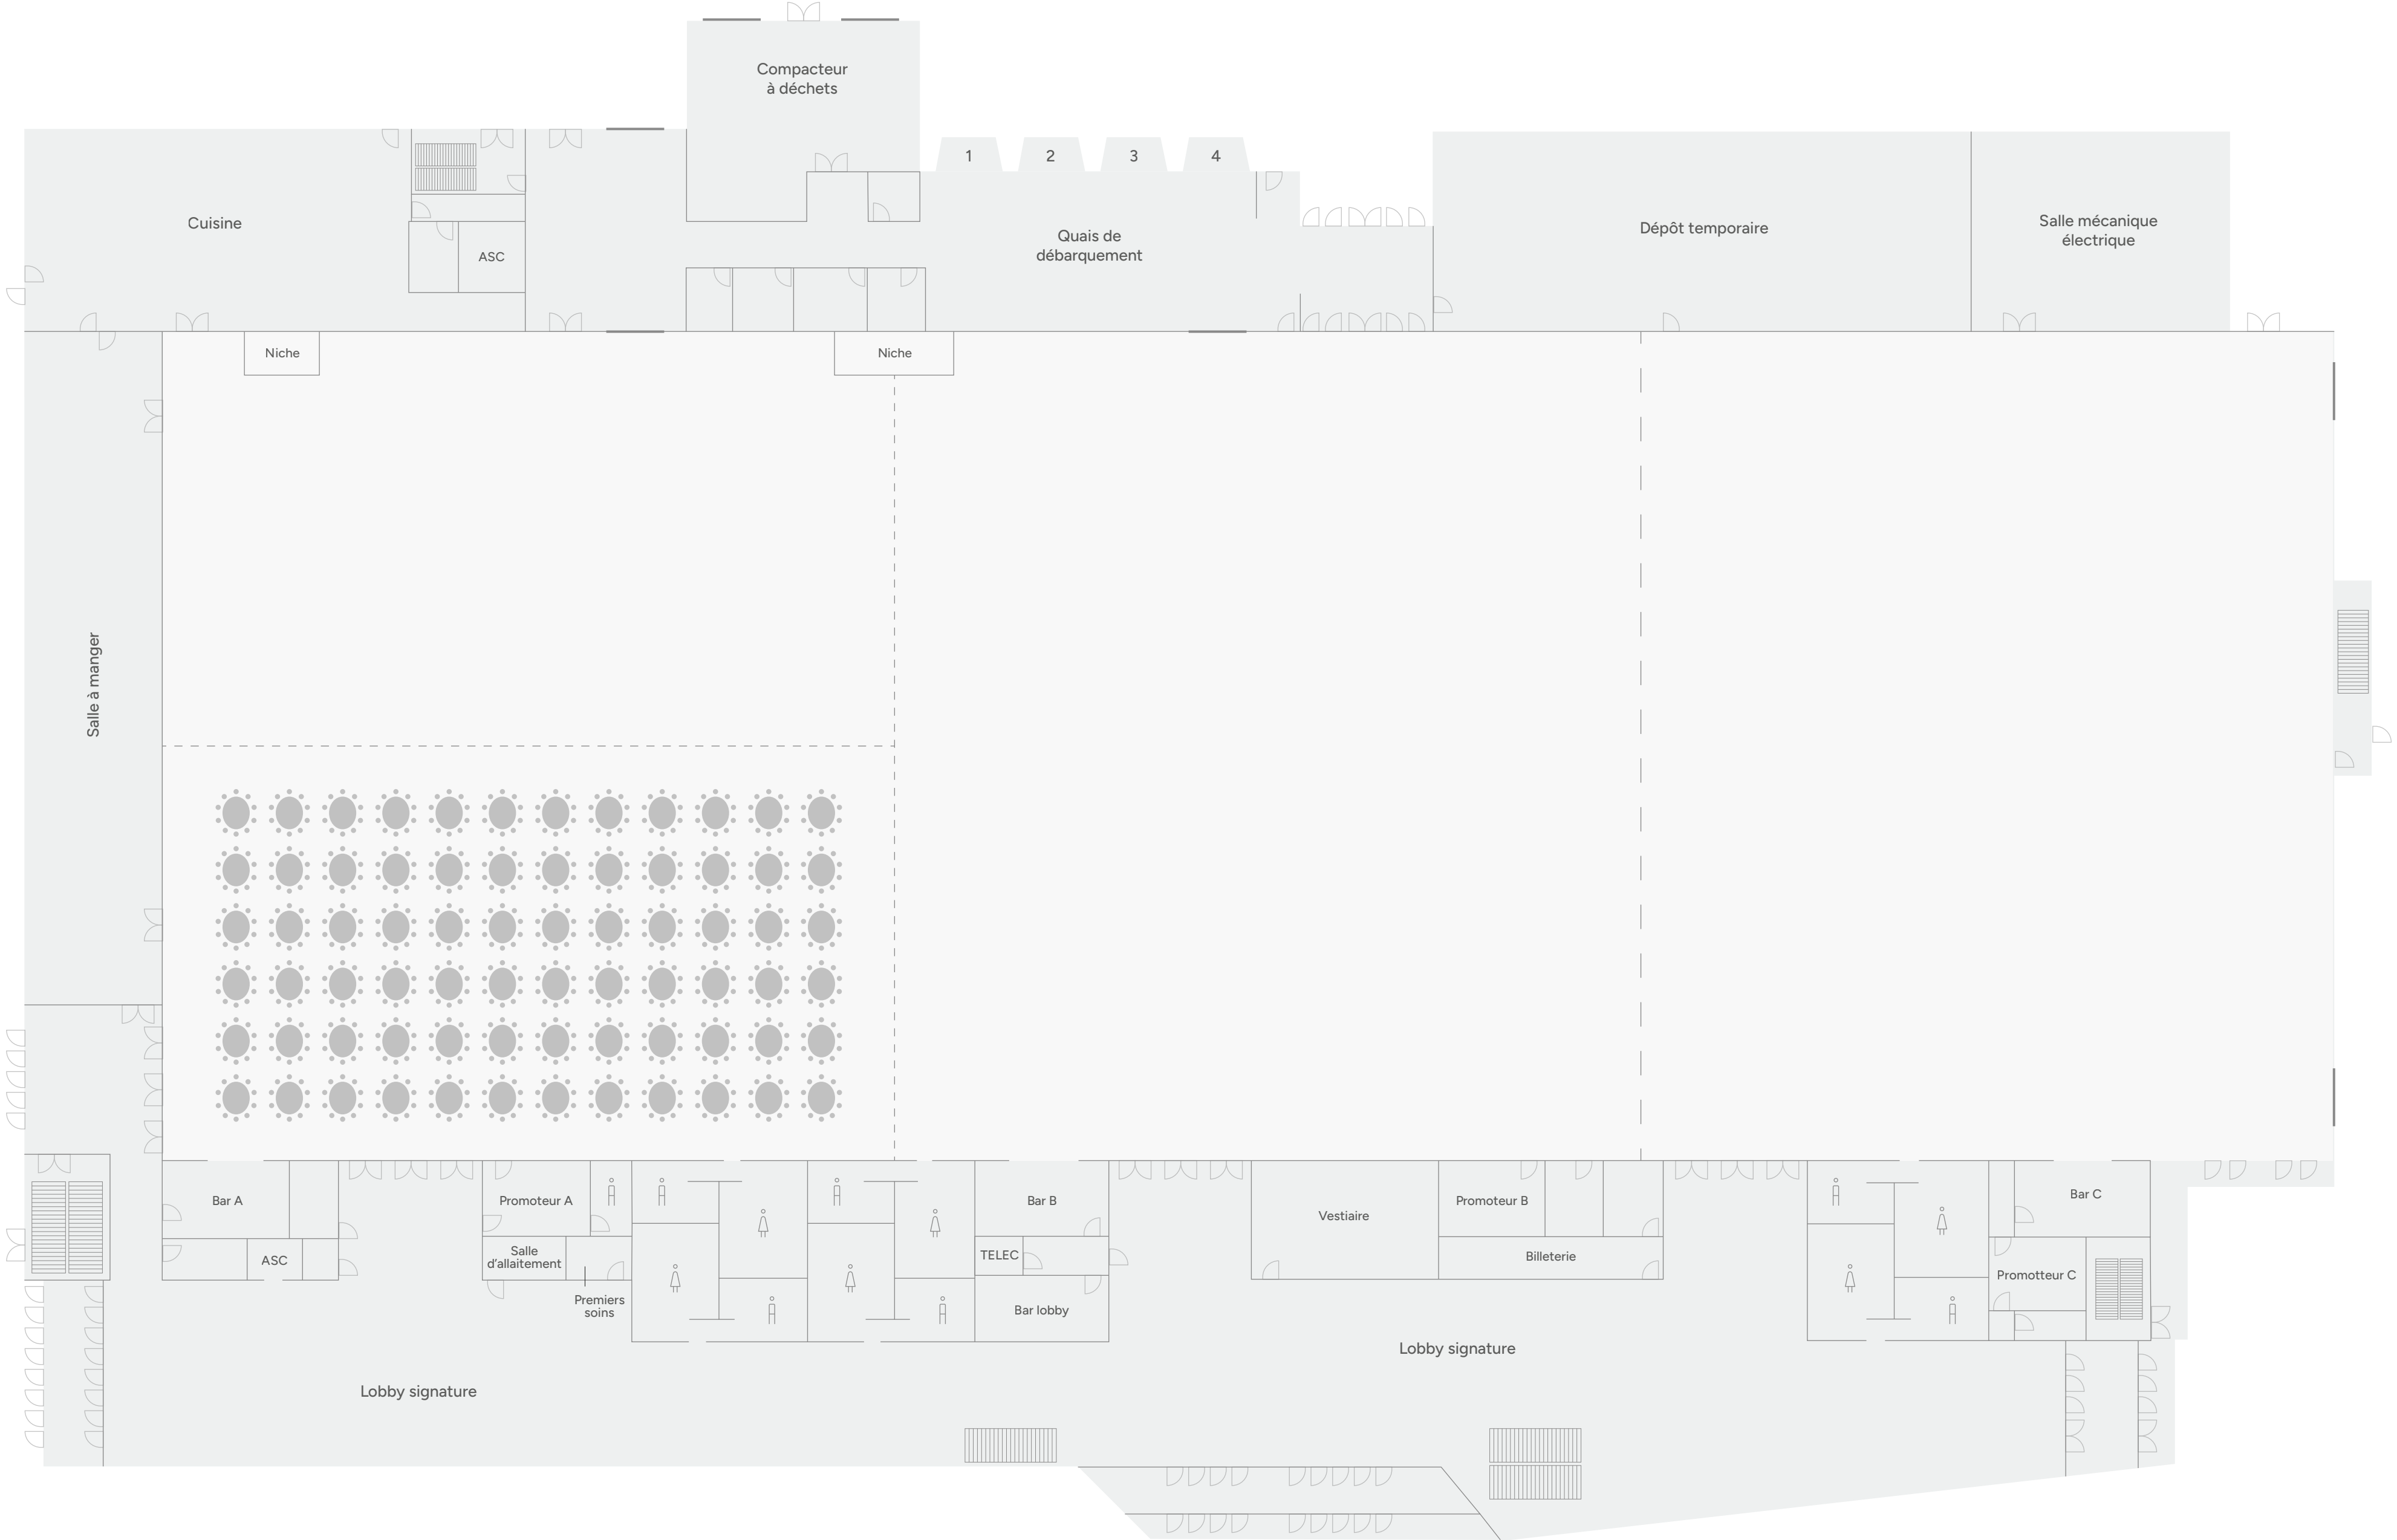 Compacteur
à déchets
1
2
3
4
Cuisine
ASC
Quais de
débarquement
Dépôt temporaire
Salle mécanique
électrique
Niche
Niche
Salle à manger
Bar A
ASC
Promoteur A
Salle
d'allaitement
Premiers
soins
Bar B
TELEC
Bar lobby
Vestiaire
Promoteur B
Billeterie
Bar C
Promotteur C
Lobby signature
Lobby signature